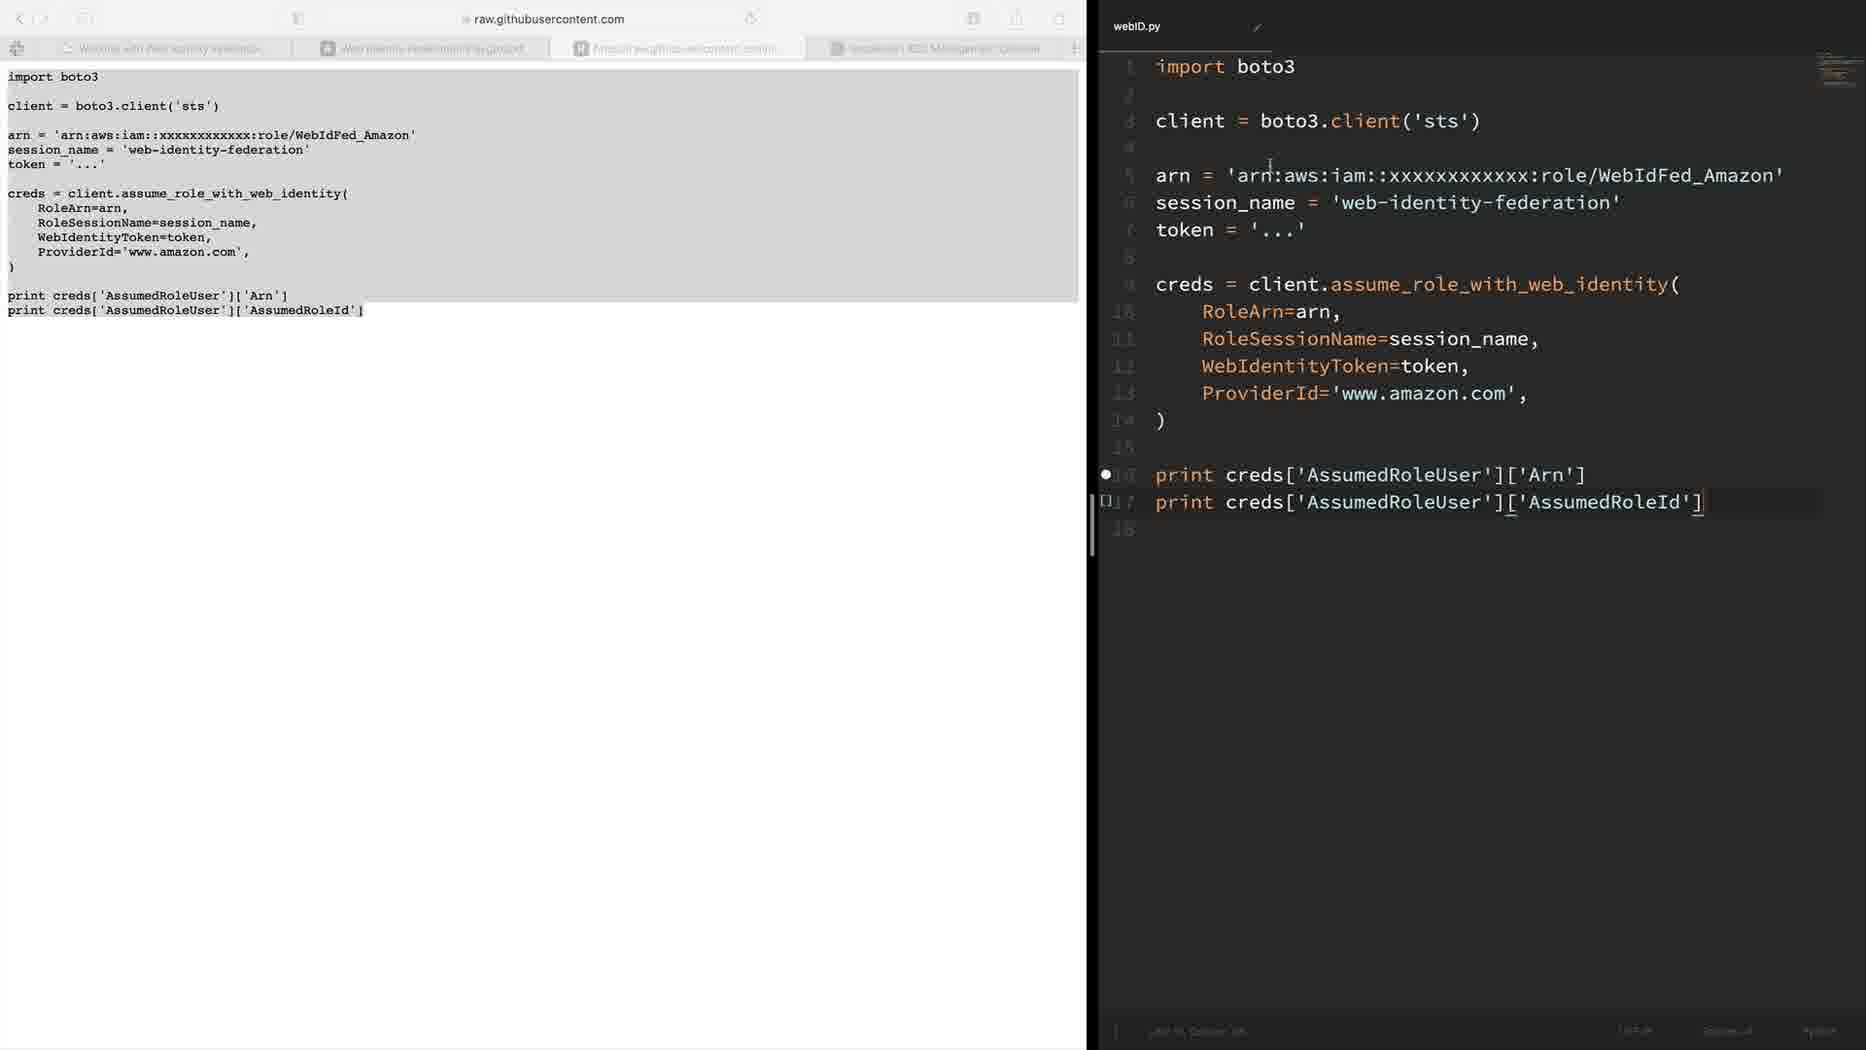 raw.githubusercontent.com
import boto3
client = boto3.client('sts')
arn = 'arn:aws:iam::xxxxxxxxxxxx:role/WebIdFed_Amazon'
session_name = 'web-identity-federation'
token = '...'
creds = client.assume_role_with_web_identity(
RoleArn=arn,
RoleSessionName=session_name,
WebIdentityToken=token,
ProviderId='www.amazon.com',
)
print creds['AssumedRoleUser']['Arn']
print creds['AssumedRoleUser']['AssumedRoleId']
webID.py
1 import boto3
2
3 client = boto3.client('sts')
4
5 arn = 'arn:aws:iam::xxxxxxxxxxxx:role/WebIdFed_Amazon'
6 session_name = 'web-identity-federation'
7 token = '...'
8
9 creds = client.assume_role_with_web_identity(
10 RoleArn=arn,
11 RoleSessionName=session_name,
12 WebIdentityToken=token,
13 ProviderId='www.amazon.com',
14 )
15
16 print creds['AssumedRoleUser']['Arn']
17 print creds['AssumedRoleUser']['AssumedRoleId']
18
Python